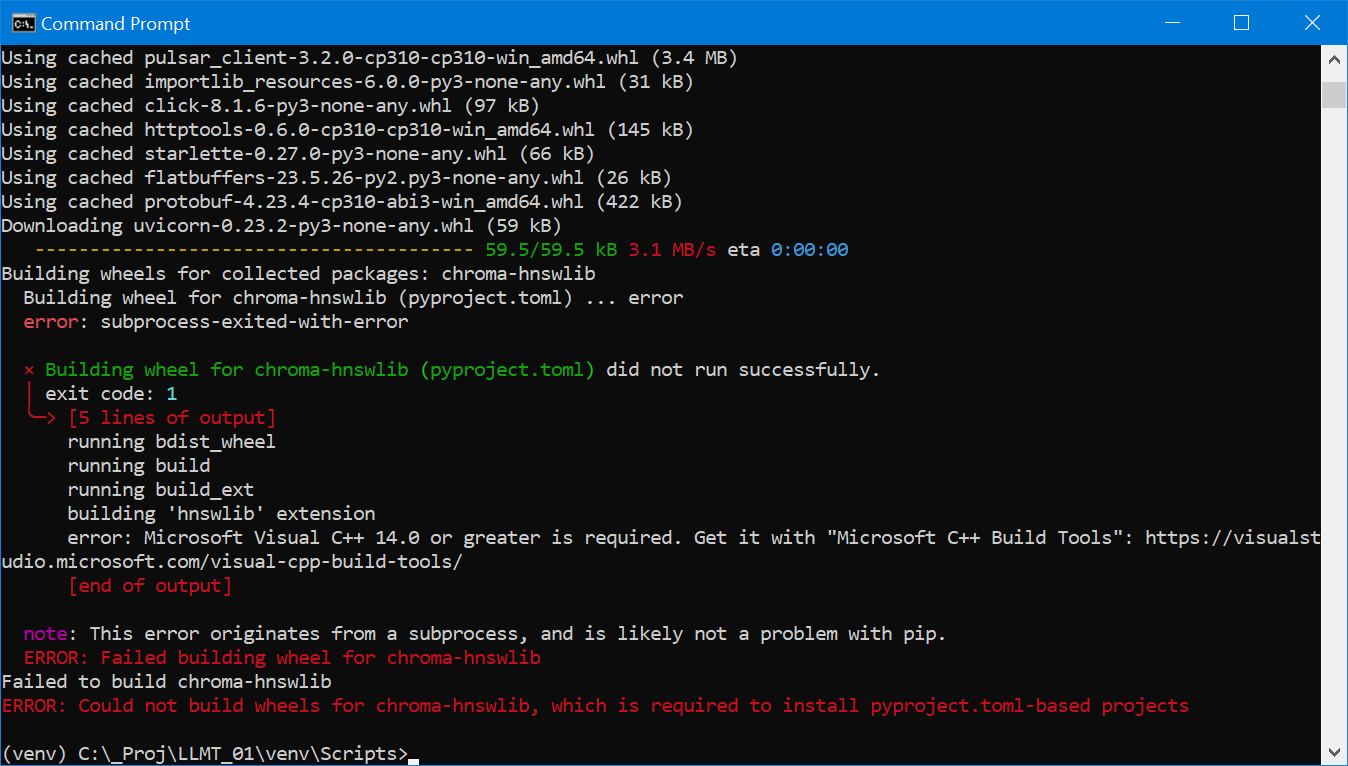 Command Prompt
Using cached pulsar_client-3.2.0-cp310-cp310-win_amd64.whl (3.4 MB)
Using cached importlib_resources-6.0.0-py3-none-any.whl (31 kB)
Using cached click-8.1.6-py3-none-any.whl (97 kB)
Using cached httptools-0.6.0-cp310-cp310-win_amd64.whl (145 kB)
Using cached starlette-0.27.0-py3-none-any.whl (66 kB)
Using cached flatbuffers-23.5.26-py2.py3-none-any.whl (26 kB)
Using cached protobuf-4.23.4-cp310-abi3-win_amd64.whl (422 kB)
Downloading uvicorn-0.23.2-py3-none-any.whl (59 kB)
---------------------------------------- 59.5/59.5 kB 3.1 MB/s eta 0:00:00
Building wheels for collected packages: chroma-hnswlib
Building wheel for chroma-hnswlib (pyproject.toml) ... error
error: subprocess-exited-with-error
× Building wheel for chroma-hnswlib (pyproject.toml) did not run successfully.
│ exit code: 1
╰─> [5 lines of output]
running bdist_wheel
running build
running build_ext
building 'hnswlib' extension
error: Microsoft Visual C++ 14.0 or greater is required. Get it with "Microsoft C++ Build Tools": https://visualst
udio.microsoft.com/visual-cpp-build-tools/
[end of output]
note: This error originates from a subprocess, and is likely not a problem with pip.
ERROR: Failed building wheel for chroma-hnswlib
Failed to build chroma-hnswlib
ERROR: Could not build wheels for chroma-hnswlib, which is required to install pyproject.toml-based projects
(venv) C:\_Proj\LLMT_01\venv\Scripts>